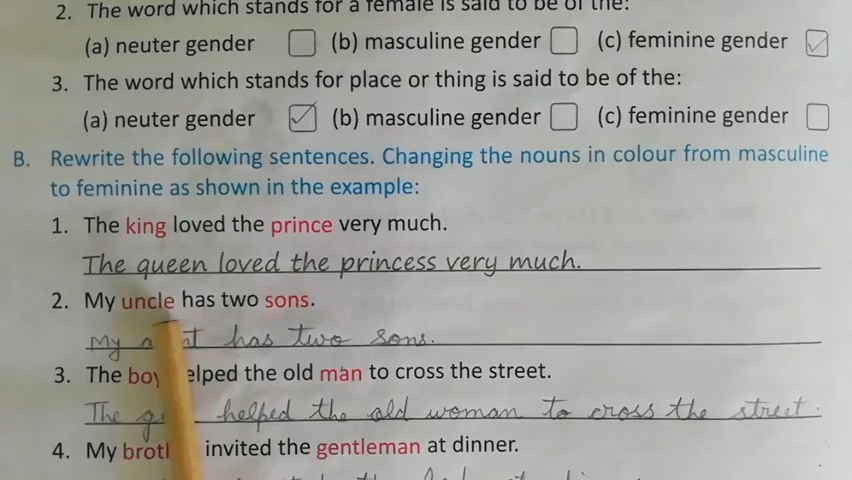 2. The word which stands for a female is said to be of the:
(a) neuter gender (b) masculine gender (c) feminine gender
3. The word which stands for place or thing is said to be of the:
(a) neuter gender (b) masculine gender (c) feminine gender
B. Rewrite the following sentences. Changing the nouns in colour from masculine
to feminine as shown in the example:
1. The king loved the prince very much.
The queen loved the princess very much.
2. My uncle has two sons.
My has two sons.
3. The boy helped the old man to cross the street.
The helped the old woman to cross the street.
4. My invited the gentleman at dinner.